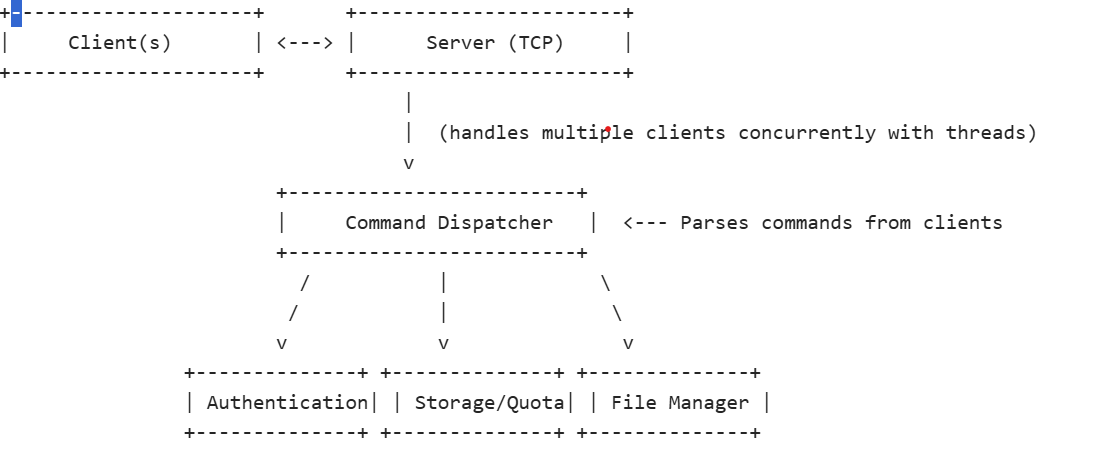 +---------------------+       +-----------------------+
|     Client(s)       | <---> |      Server (TCP)     |
+---------------------+       +-----------------------+
                                   |
                                   |  (handles multiple clients concurrently with threads)
                                   v
                        +-------------------------+
                        |     Command Dispatcher   |  <--- Parses commands from clients
                        +-------------------------+
                          /           |             \
                         /            |              \
                        v             v               v
                +--------------+ +--------------+ +--------------+
                | Authentication| | Storage/Quota| | File Manager |
                +--------------+ +--------------+ +--------------+